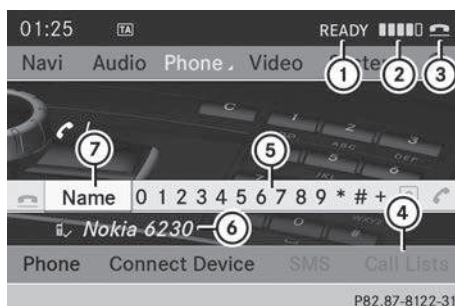 01:25 TA READY
Navi Audio Phone Video System
1 2 3
C
7 5
Name 0 1 2 3 4 5 6 7 8 9 * # +
4
Nokia 6230 6
Phone Connect Device SMS Call Lists
P82.87-8122-31